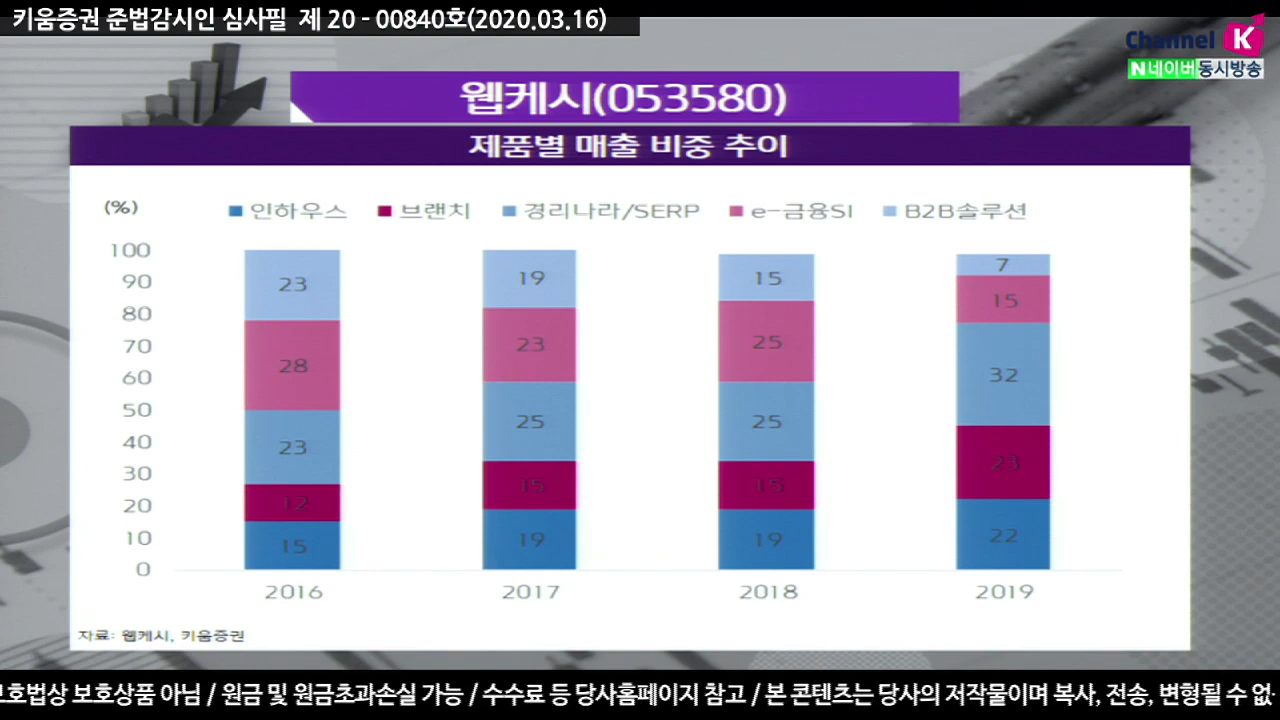 키움증권 준법감시인 심사필 제 20 - 00840호(2020.03.16)
Channel K
N 네이버 동시방송
웹케시(053580)
제품별 매출 비중 추이
(%)
인하우스 브랜치 경리나라/SERP e-금융SI B2B솔루션
100
90
80
70
60
50
40
30
20
10
0
23 19 15 7
28 23 25 15
23 25 25 32
12 15 15 23
15 19 19 22
2016 2017 2018 2019
자료: 웹케시, 키움증권
보호법상 보호상품 아님 / 원금 및 원금초과손실 가능 / 수수료 등 당사홈페이지 참고 / 본 콘텐츠는 당사의 저작물이며 복사, 전송, 변형될 수 없